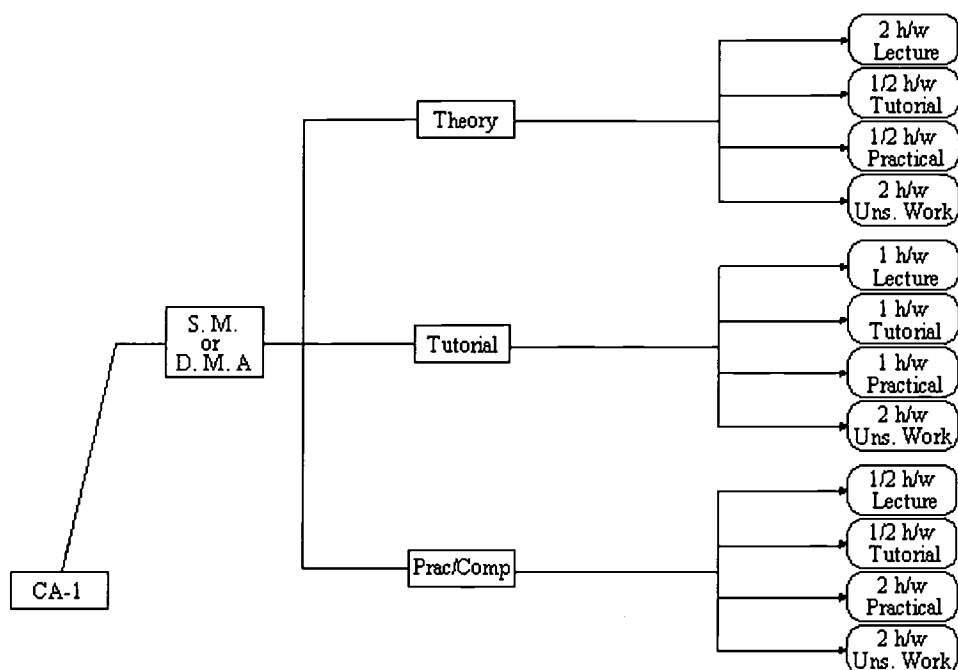 2 h/w
Lecture
1/2 h/w
Tutorial
Theory
1/2 h/w
Practical
2 h/w
Uns. Work
1 h/w
Lecture
S. M.
or
D. M. A
1 h/w
Tutorial
Tutorial
1 h/w
Practical
2 h/w
Uns. Work
1/2 h/w
Lecture
1/2 h/w
Tutorial
Prac/Comp
CA-1
2 h/w
Practical
2 h/w
Uns. Work